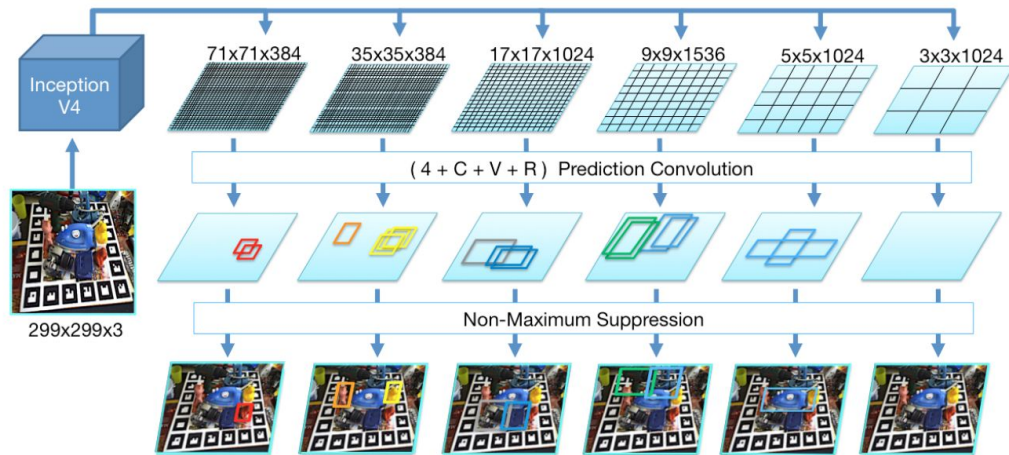 71x71x384 35x35x384 17x17x1024 9x9x1536 5x5x1024 3x3x1024
Inception
V4
( 4 + C + V + R ) Prediction Convolution
299x299x3
Non-Maximum Suppression